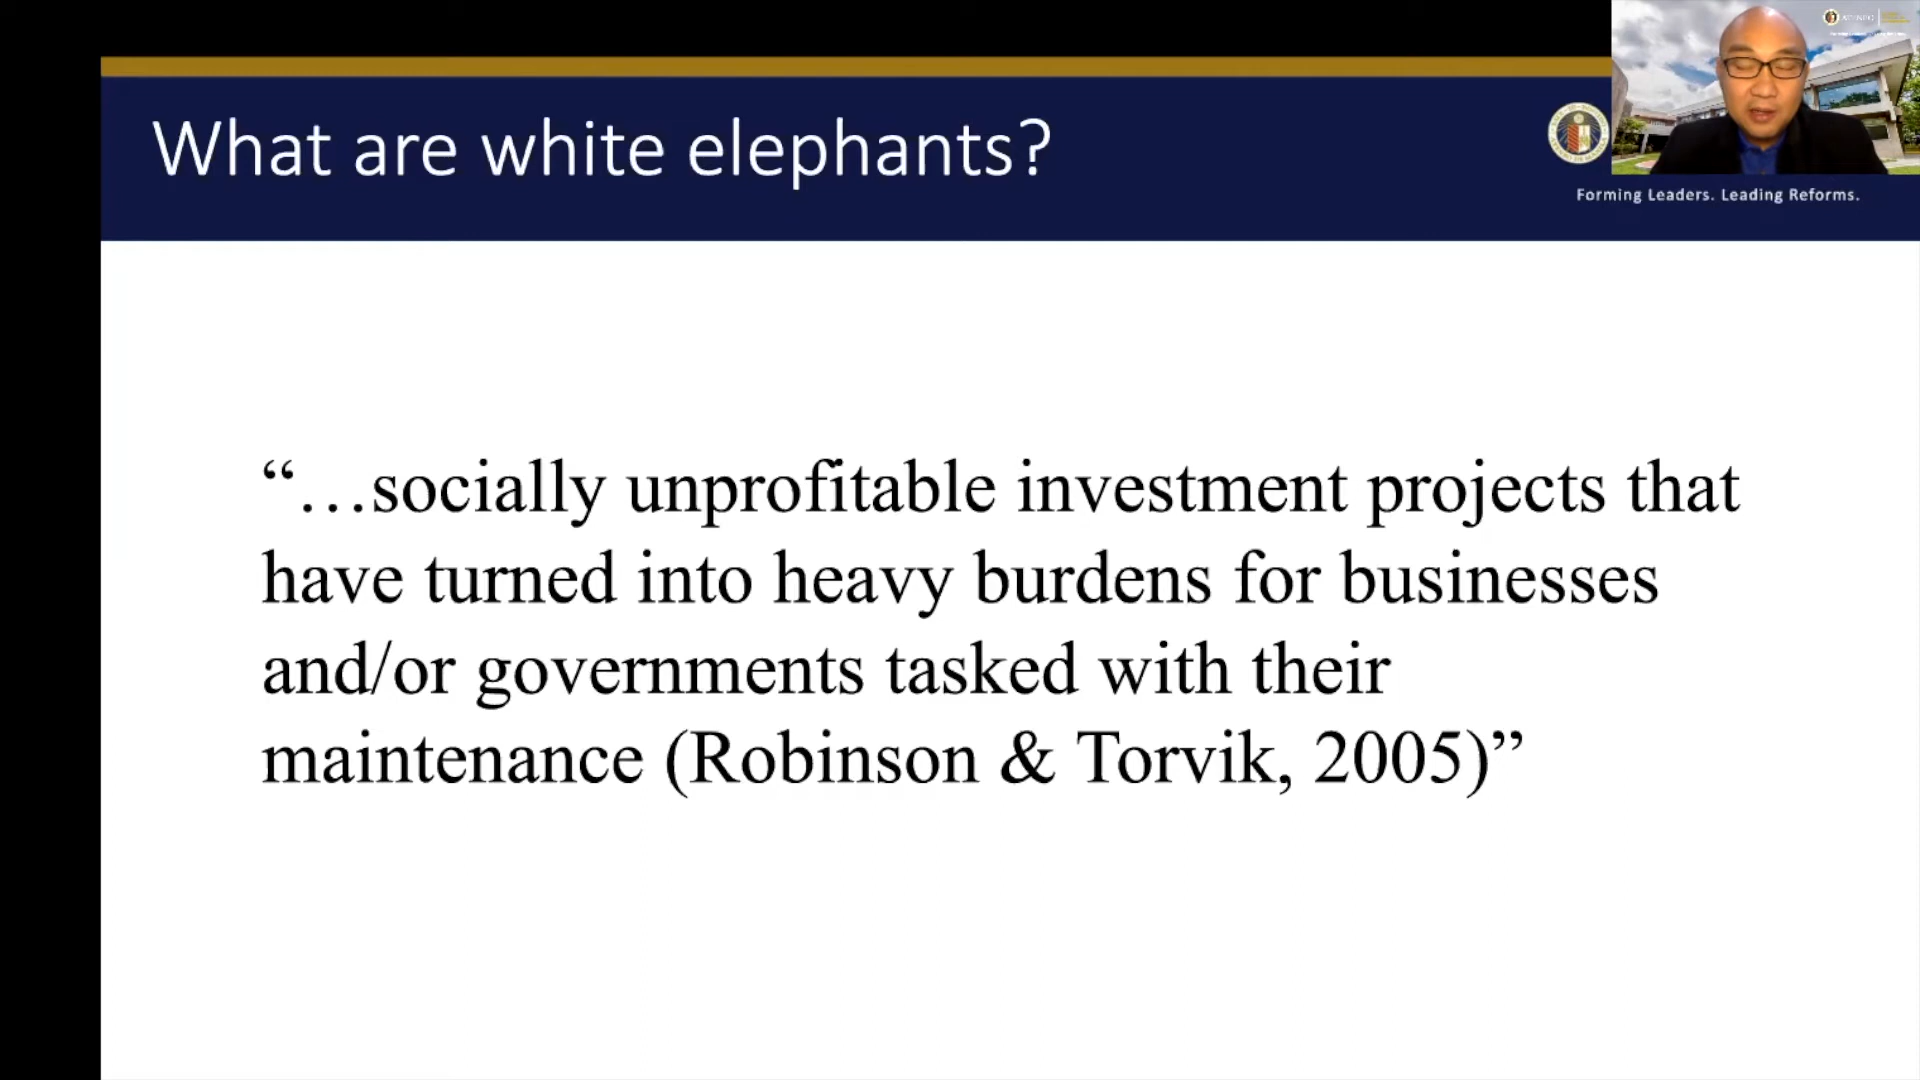 What are white elephants?
Forming Leaders. Leading Reforms.
“…socially unprofitable investment projects that
have turned into heavy burdens for businesses
and/or governments tasked with their
maintenance (Robinson & Torvik, 2005)”